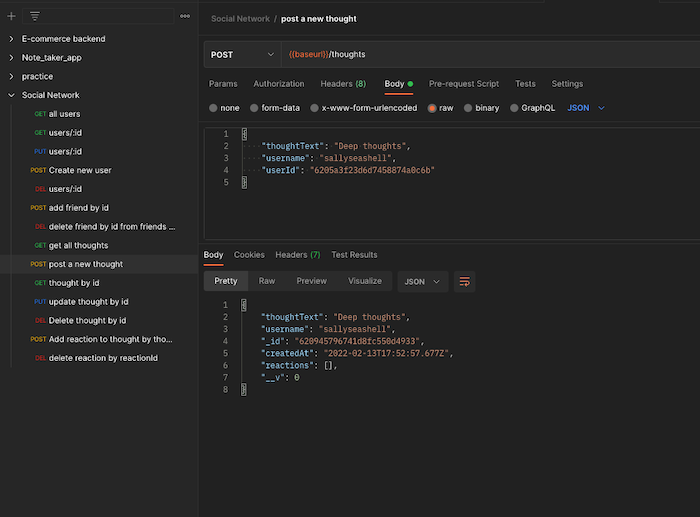 E-commerce backend
Note_taker_app
practice
Social Network
GET all users
GET users/:id
PUT users/:id
POST Create new user
DEL users/:id
POST add friend by id
DEL delete friend by id from friends ...
GET get all thoughts
POST post a new thought
GET thought by id
PUT update thought by id
DEL Delete thought by id
POST Add reaction to thought by tho...
DEL delete reaction by reactionId
Social Network / post a new thought
POST {{baseurl}}/thoughts
Params Authorization Headers (8) Body Pre-request Script Tests Settings
none form-data x-www-form-urlencoded raw binary GraphQL JSON
1 {
2 "thoughtText": "Deep thoughts",
3 "username": "sallyseashell",
4 "userId": "6205a3f23d6d7458874a0c6b"
5 }
Body Cookies Headers (7) Test Results
Pretty Raw Preview Visualize JSON
1 {
2 "thoughtText": "Deep thoughts",
3 "username": "sallyseashell",
4 "_id": "620945796741d8fc550d4933",
5 "createdAt": "2022-02-13T17:52:57.677Z",
6 "reactions": [],
7 "__v": 0
8 }